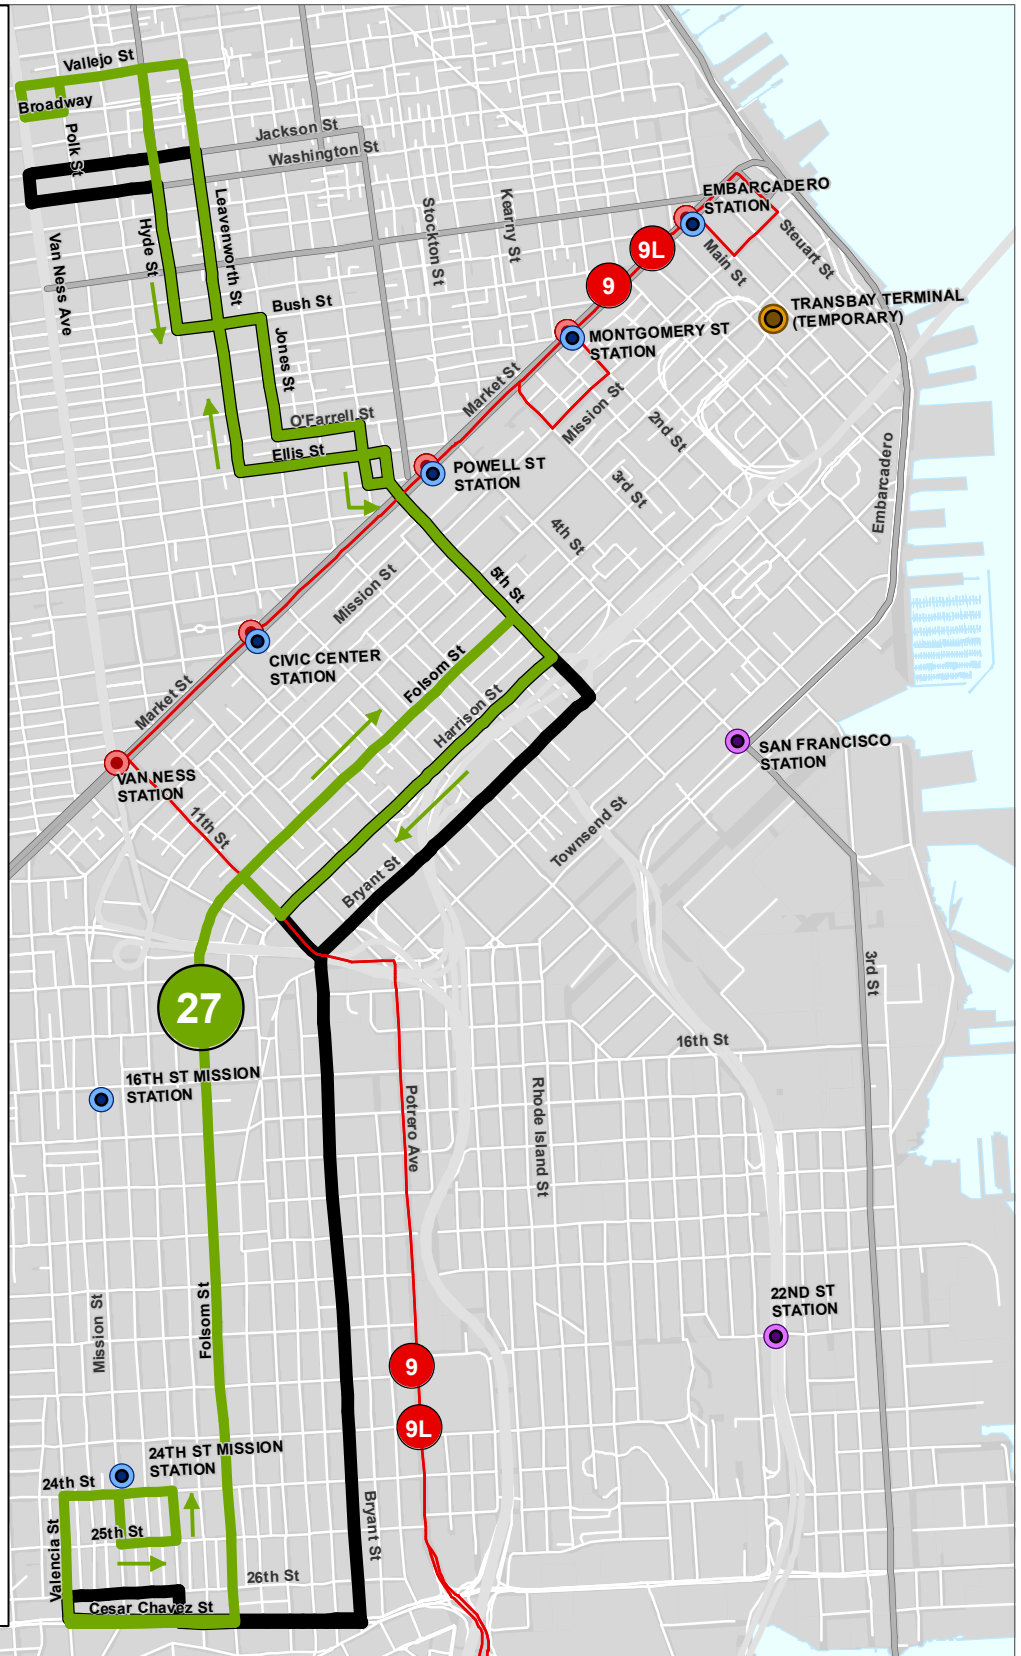 Vallejo St
Broadway
Polk St
Jackson St
Washington St
Van Ness Ave
Hyde St
Leavenworth St
Stockton St
Kearny St
EMBARCADERO
STATION
9L
Main St
Steuart St
9
Bush St
TRANSBAY TERMINAL
(TEMPORARY)
MONTGOMERY ST
STATION
Jones St
Market St
Mission St
O'Farrell St
2nd St
Ellis St
POWELL ST
STATION
3rd St
Embarcadero
4th St
Mission St
5th St
CIVIC CENTER
STATION
Folsom St
Market St
Harrison St
SAN FRANCISCO
STATION
VAN NESS
STATION
11th St
Townsend St
Bryant St
3rd St
27
16th St
16TH ST MISSION
STATION
Potrero Ave
Rhode Island St
Mission St
Folsom St
22ND ST
STATION
9
9L
24TH ST MISSION
STATION
24th St
25th St
Valencia St
Bryant St
26th St
Cesar Chavez St